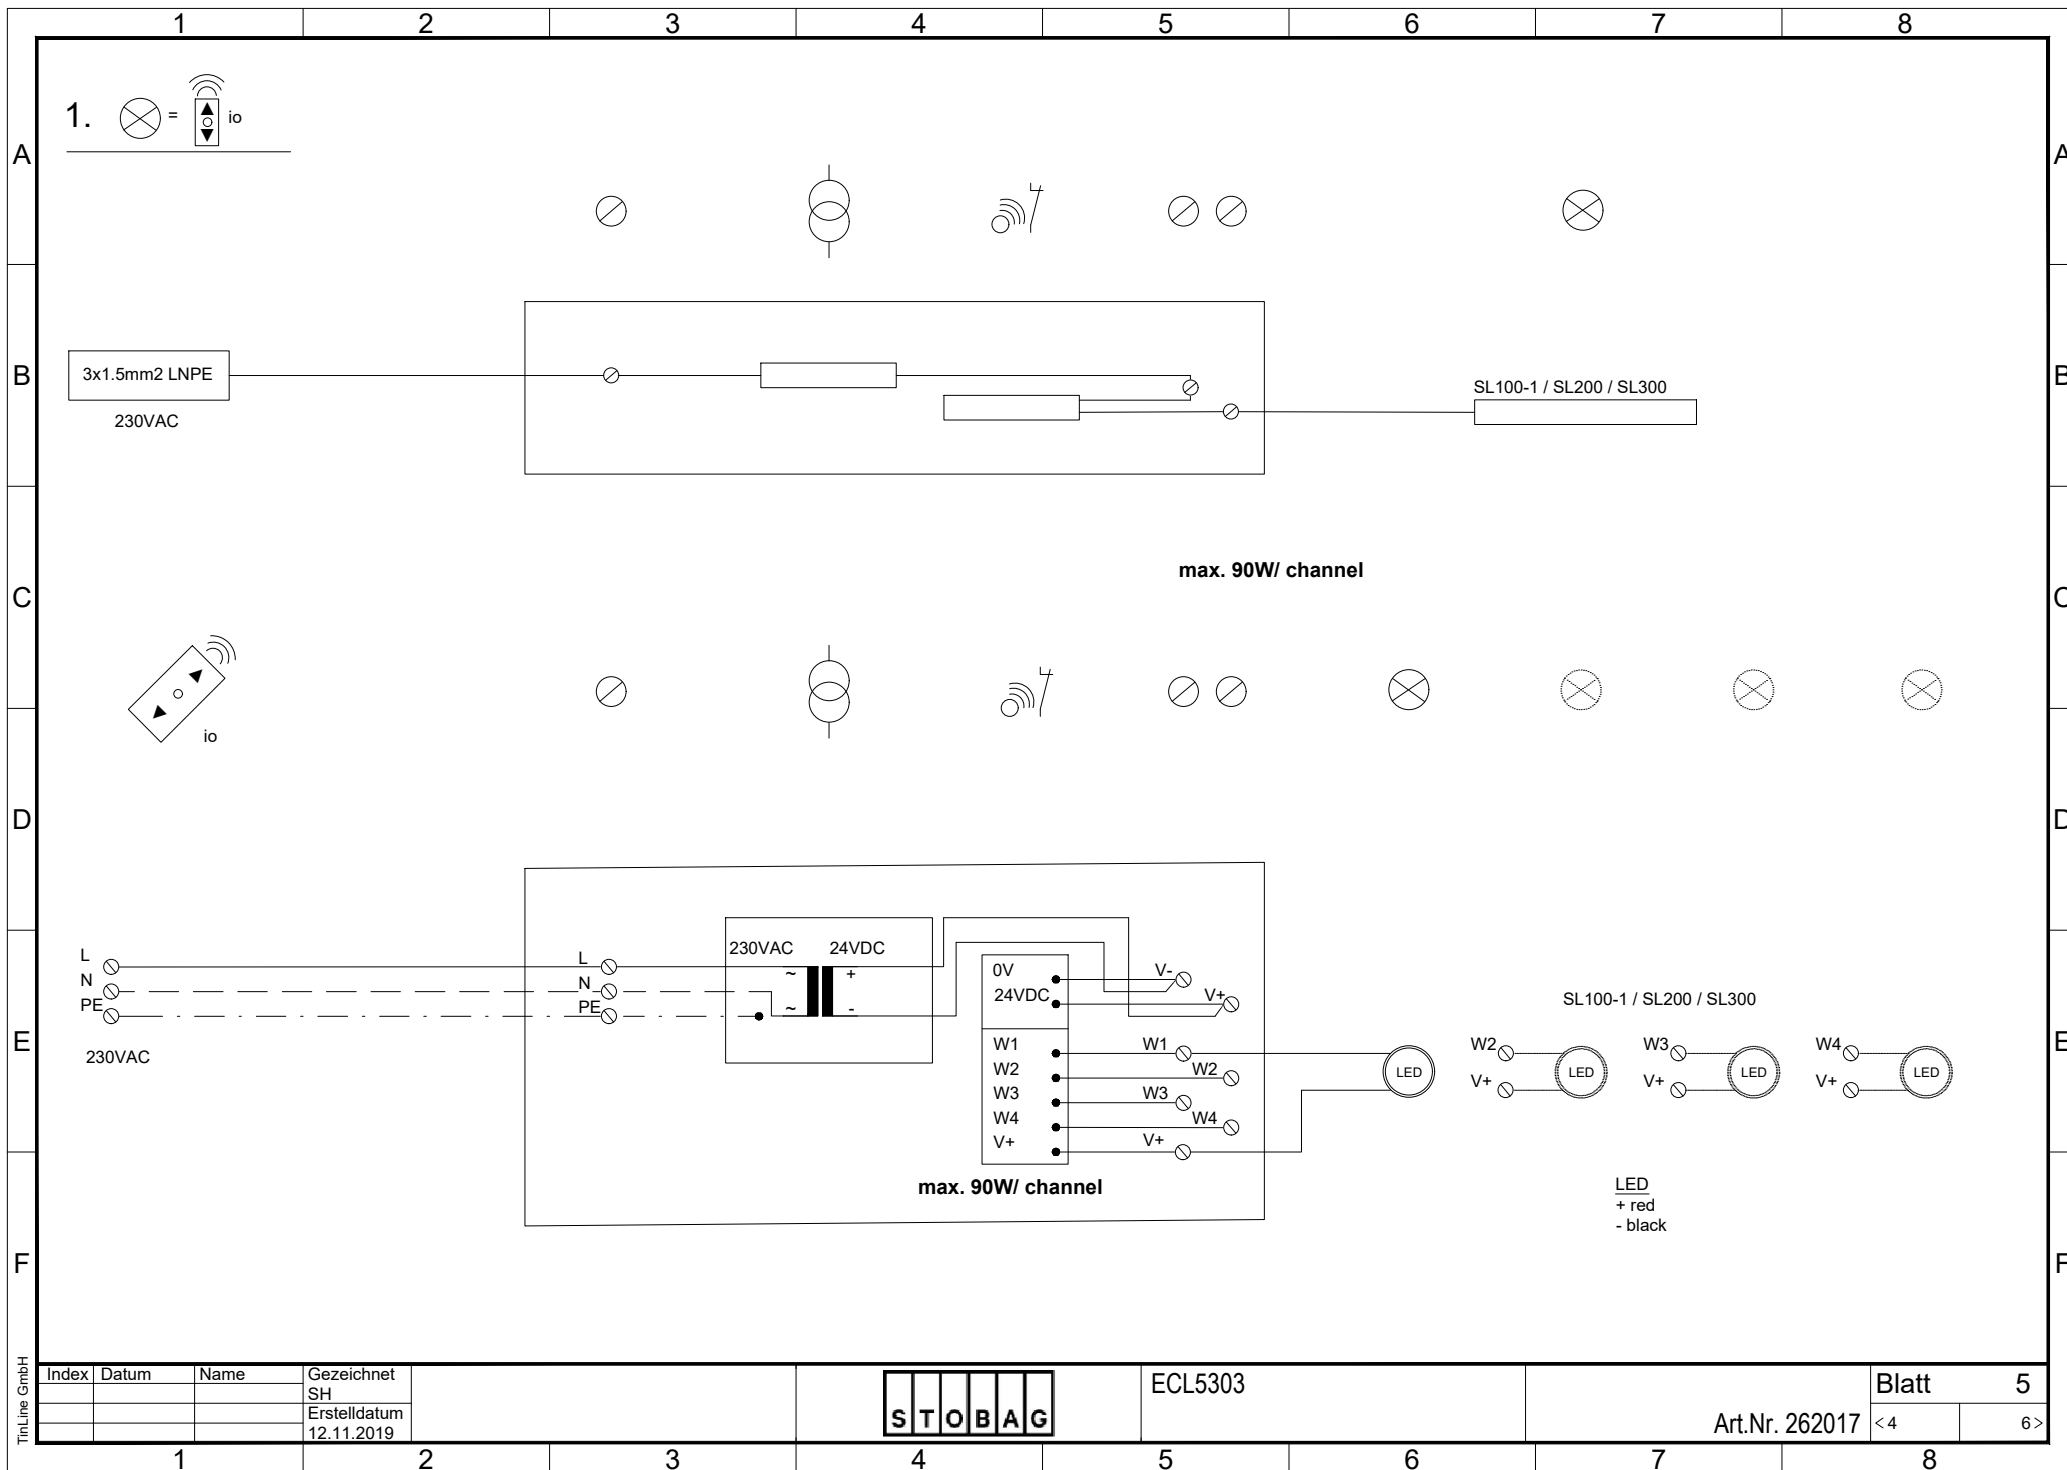 1 2 3 4 5 6 7 8
1. = io
A A
B B
3x1.5mm2 LNPE
230VAC
SL100-1 / SL200 / SL300
max. 90W/ channel
C C
io
D D
230VAC 24VDC
L L
~ +
N N
PE PE
~ -
230VAC
0V
24VDC
V-
V+
SL100-1 / SL200 / SL300
E E
W1 W1
W2 W2
W3 W3
W4 W4
V+ V+
LED
W2
V+
LED
W3
V+
LED
W4
V+
LED
max. 90W/ channel
LED
+ red
- black
F F
TinLine GmbH
Index Datum Name Gezeichnet
SH
Erstelldatum
12.11.2019
STOBAG
ECL5303
Art.Nr. 262017
Blatt 5
<4 6>
1 2 3 4 5 6 7 8